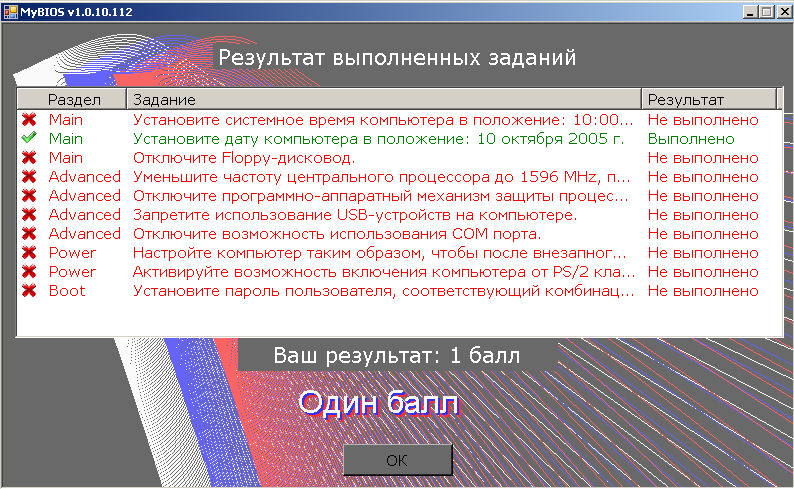 MyBIOS v1.0.10.112
Результат выполненных заданий
Раздел Задание Результат
Main Установите системное время компьютера в положение: 10:00... Не выполнено
Main Установите дату компьютера в положение: 10 октября 2005 г. Выполнено
Main Отключите Floppy-дисковод. Не выполнено
Advanced Уменьшите частоту центрального процессора до 1596 MHz, п... Не выполнено
Advanced Отключите программно-аппаратный механизм защиты процес... Не выполнено
Advanced Запретите использование USB-устройств на компьютере. Не выполнено
Advanced Отключите возможность использования COM порта. Не выполнено
Power Настройте компьютер таким образом, чтобы после внезапног... Не выполнено
Power Активируйте возможность включения компьютера от PS/2 кла... Не выполнено
Boot Установите пароль пользователя, соответствующий комбинац... Не выполнено
Ваш результат: 1 балл
Один балл
OK